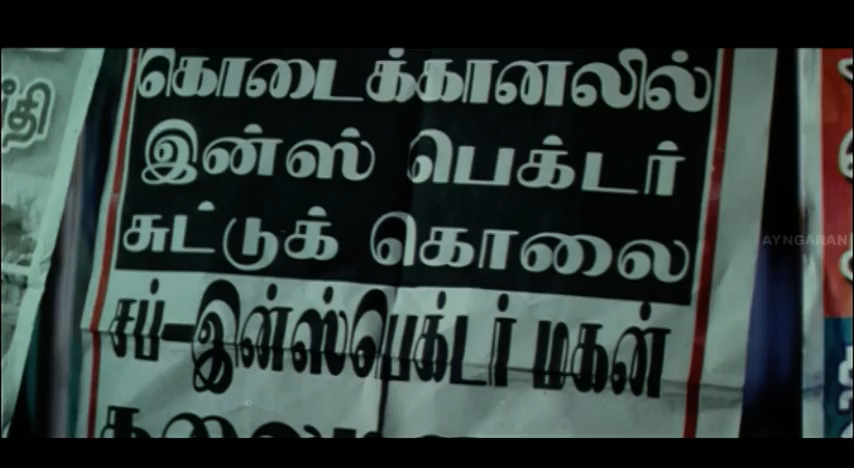 கொடைக்கானலில்
இன்ஸ் பெக்டர்
சுட்டுக் கொலை
சப்-இன்ஸ்பெக்டர் மகன்
AYNGARAN